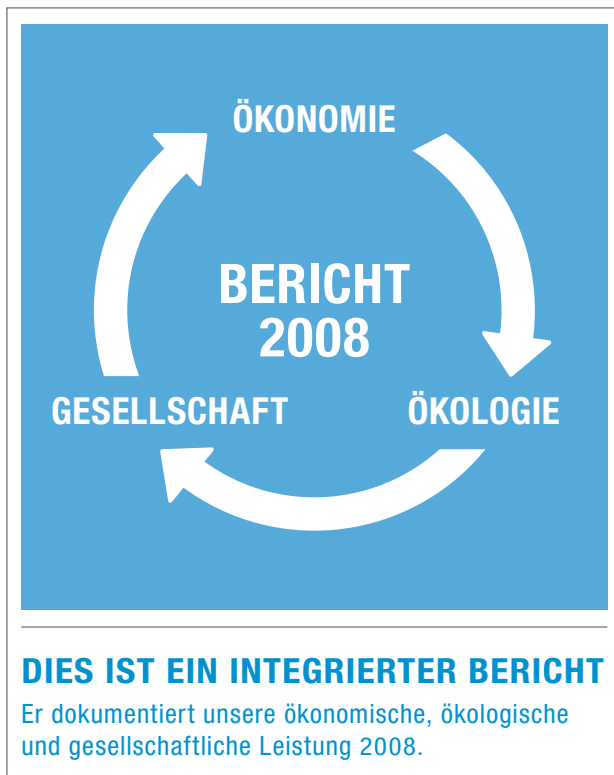 ÖKONOMIE
BERICHT
2008
GESELLSCHAFT
ÖKOLOGIE
DIES IST EIN INTEGRIERTER BERICHT
Er dokumentiert unsere ökonomische, ökologische
und gesellschaftliche Leistung 2008.